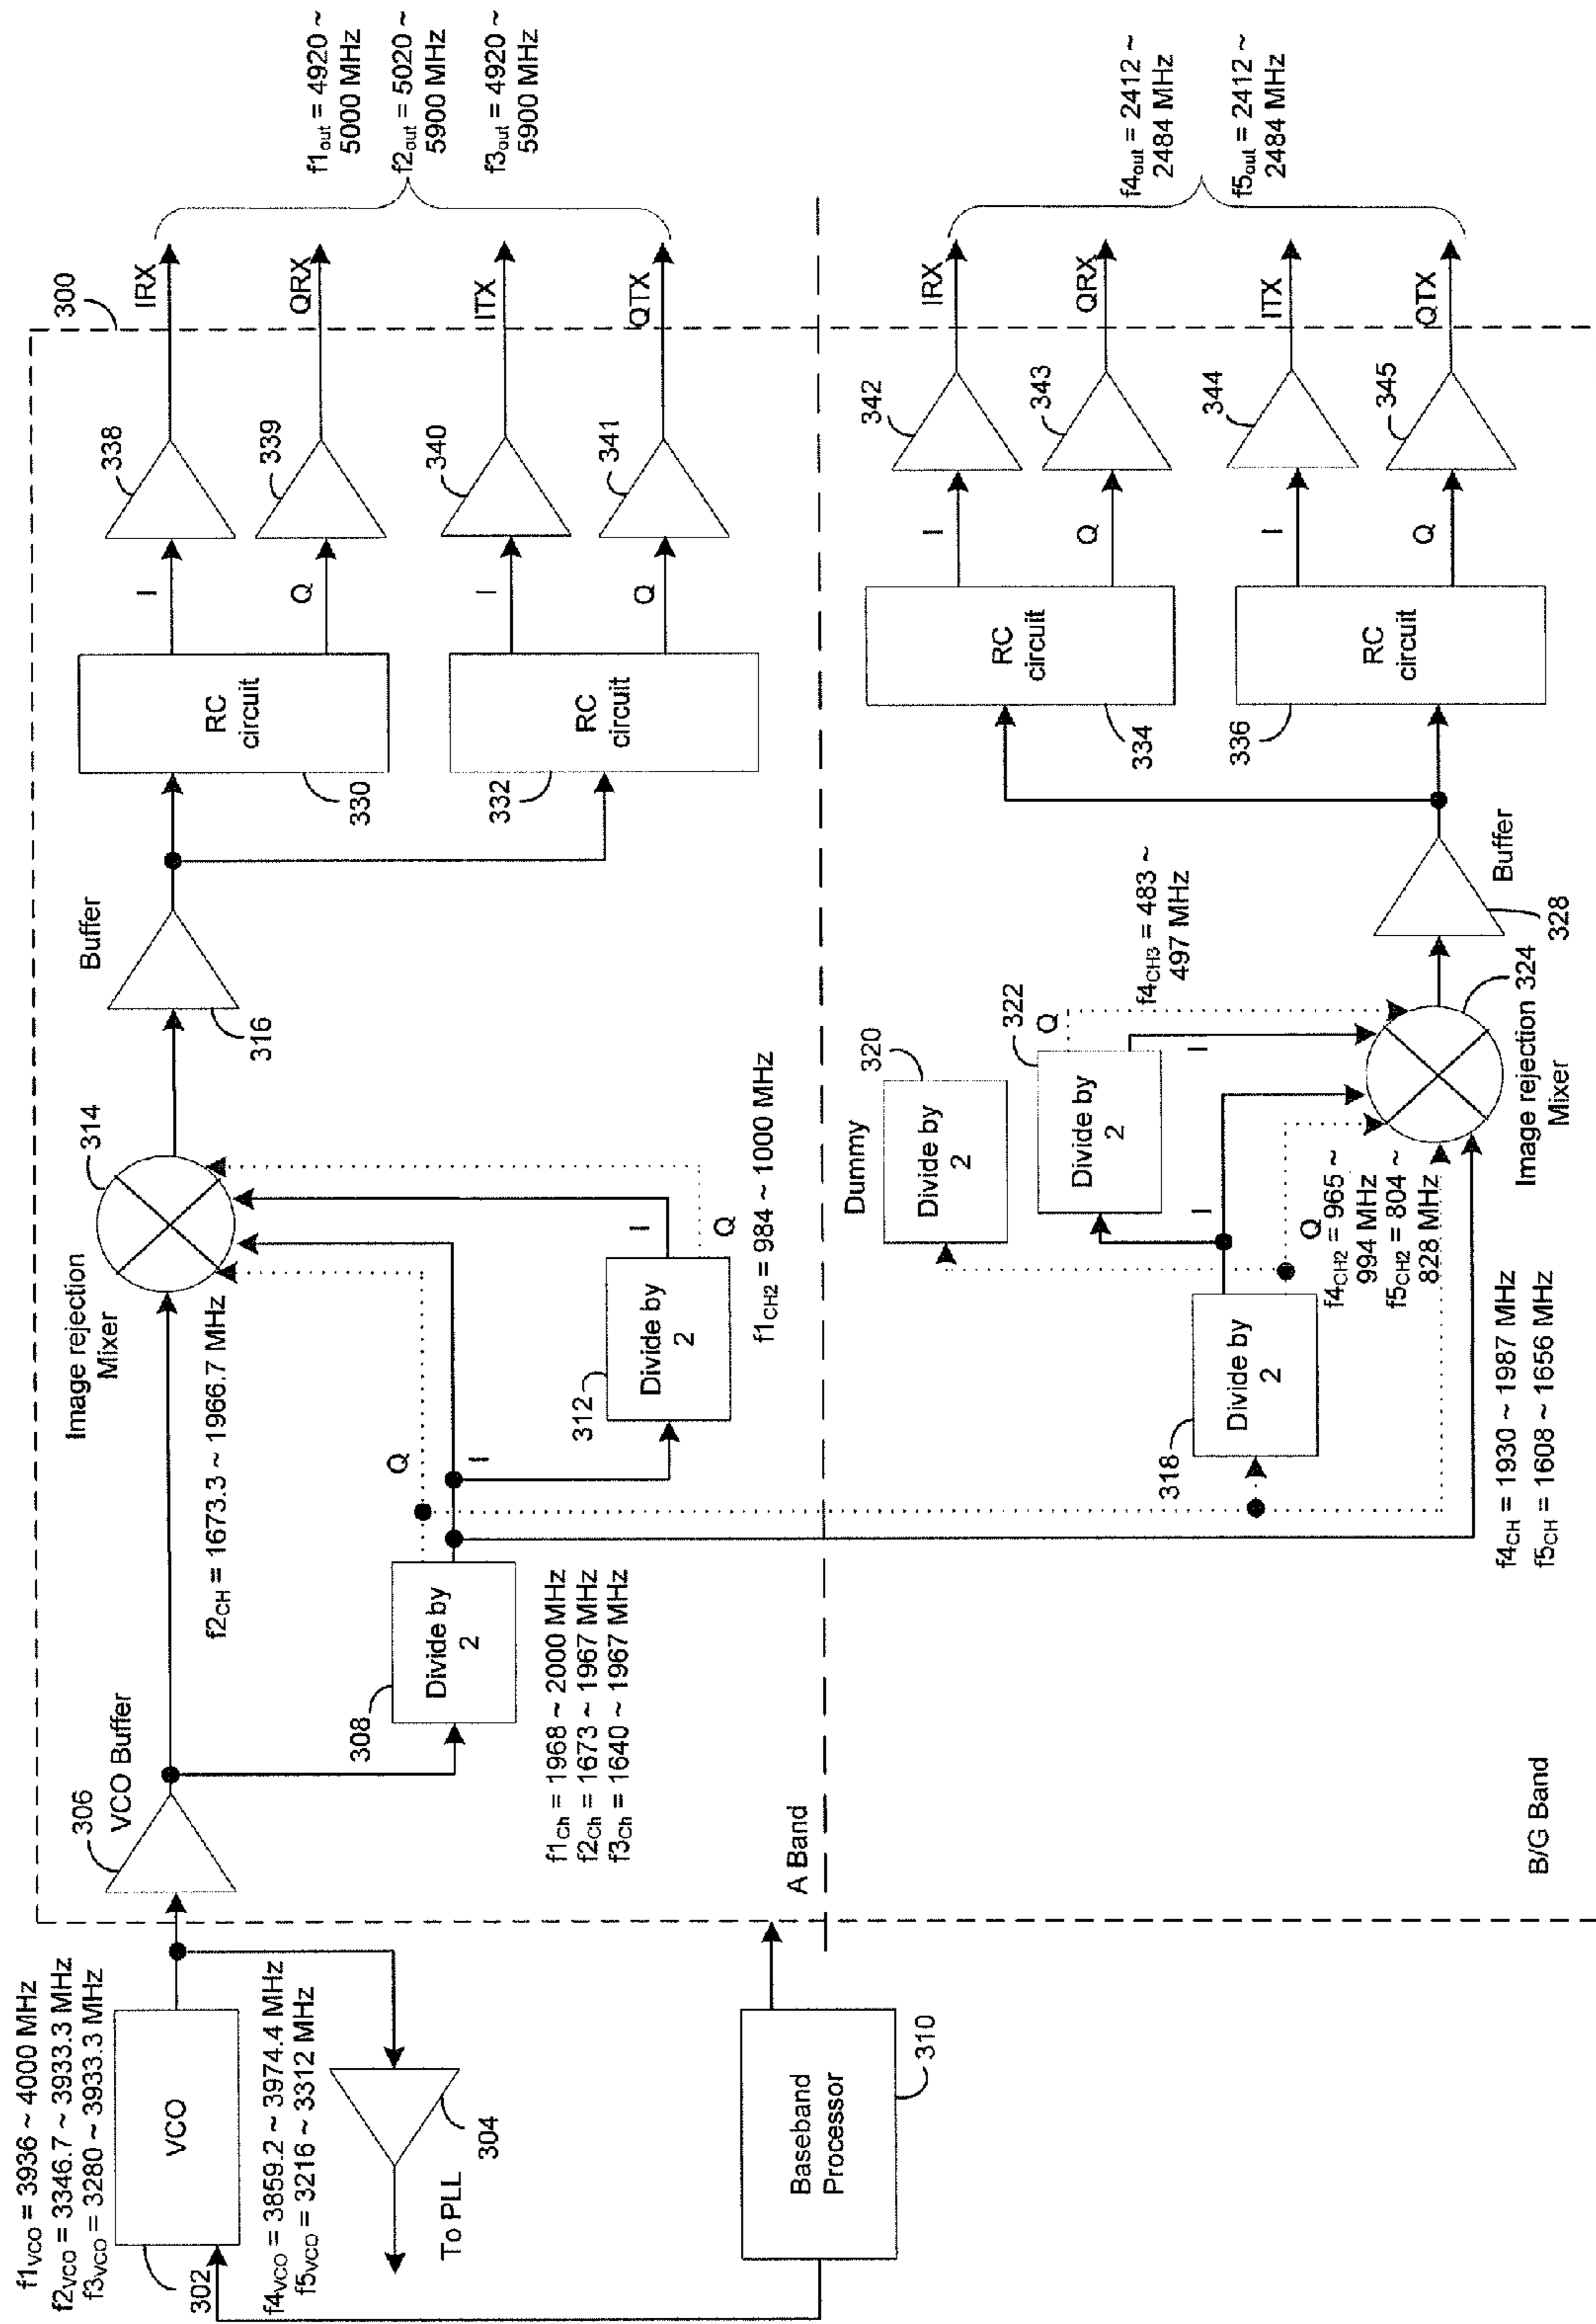 f1VCO = 3936 ~ 4000 MHz
f2VCO = 3346.7 ~ 3933.3 MHz
f3VCO = 3280 ~ 3933.3 MHz
VCO
302
f4VCO = 3859.2 ~ 3974.4 MHz
f5VCO = 3216 ~ 3312 MHz
304
To PLL
Baseband
Processor
310
300
306
VCO Buffer
308
Divide by
2
f1Ch = 1968 ~ 2000 MHz
f2Ch = 1673 ~ 1967 MHz
f3Ch = 1640 ~ 1967 MHz
A Band
f2CH = 1673.3 ~ 1966.7 MHz
Image rejection
Mixer
314
Q
I
312
Divide by
2
I
Q
f1CH2 = 984 ~ 1000 MHz
Buffer
316
RC
circuit
330
I
Q
RC
circuit
332
I
Q
338
339
340
341
IRX
QRX
ITX
QTX
f1out = 4920 ~
5000 MHz
f2out = 5020 ~
5900 MHz
f3out = 4920 ~
5900 MHz
318
Divide by
2
Dummy
320
Divide by
2
322
Divide by
2
I
Q
Q
I
f4CH3 = 483 ~
497 MHz
f4CH2 = 965 ~
994 MHz
f5CH2 = 804 ~
828 MHz
f4CH = 1930 ~ 1987 MHz
f5CH = 1608 ~ 1656 MHz
Image rejection 324
Mixer
Buffer
328
RC
circuit
334
I
Q
RC
circuit
336
I
Q
342
343
344
345
IRX
QRX
ITX
QTX
f4out = 2412 ~
2484 MHz
f5out = 2412 ~
2484 MHz
B/G Band